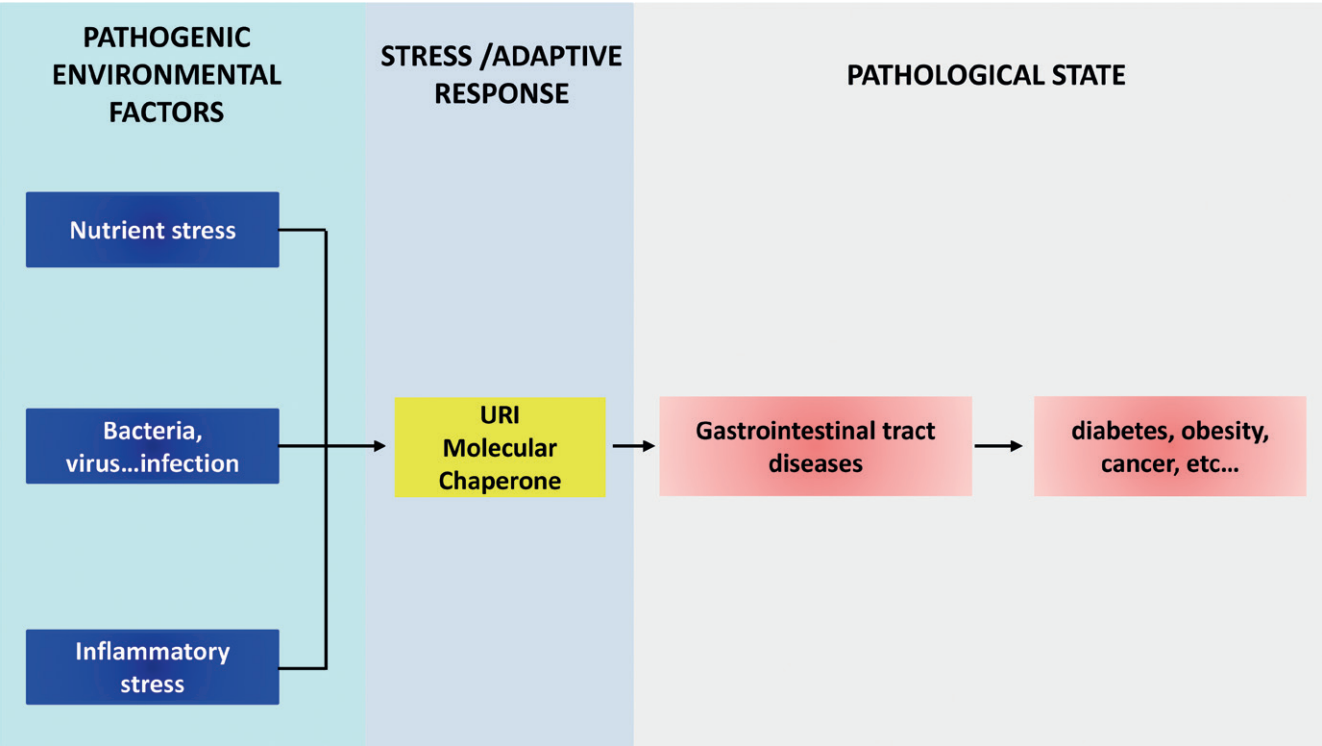 PATHOGENIC
ENVIRONMENTAL
FACTORS
STRESS /ADAPTIVE
RESPONSE
PATHOLOGICAL STATE
Nutrient stress
Bacteria,
virus...infection
Inflammatory
stress
URI
Molecular
Chaperone
Gastrointestinal tract
diseases
diabetes, obesity,
cancer, etc...